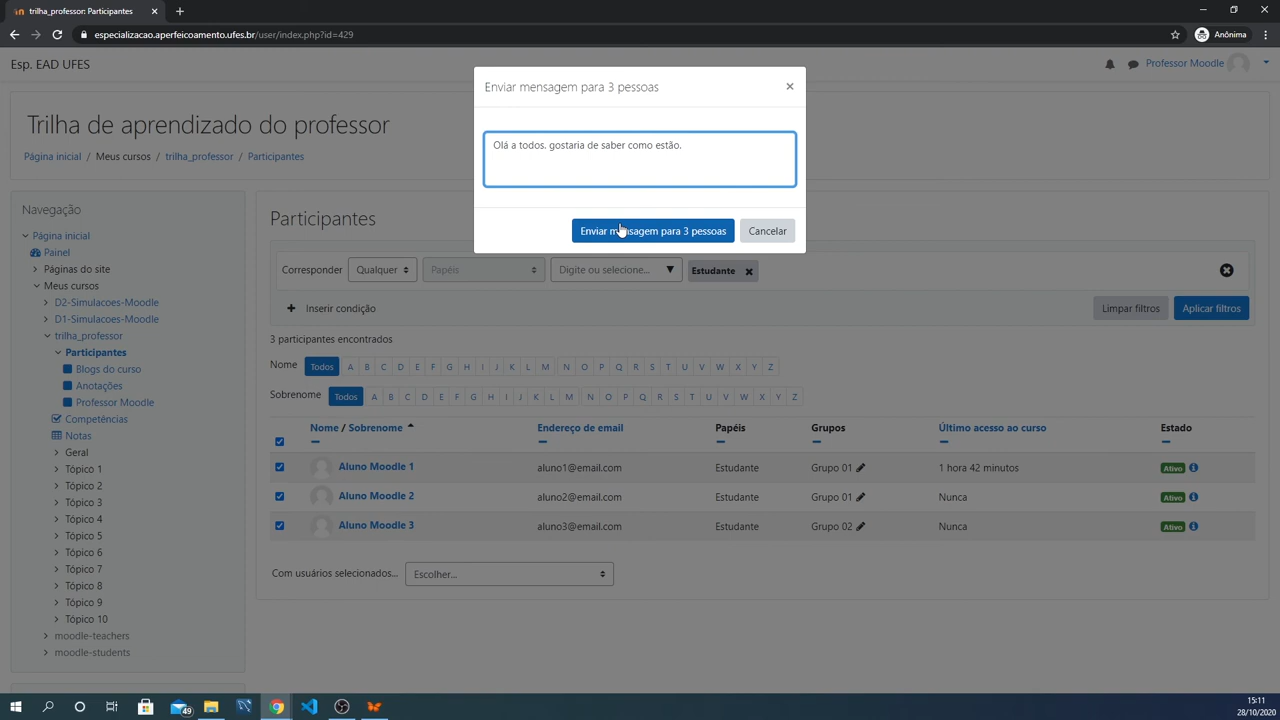 trilha_professor: Participantes
especializacao.aperfeicoamento.ufes.br/user/index.php?id=429
Anônima
Esp. EAD UFES
Professor Moodle
Enviar mensagem para 3 pessoas
Olá a todos, gostaria de saber como estão.
Enviar mensagem para 3 pessoas
Cancelar
Trilha de aprendizado do professor
Página inicial / Meus cursos / trilha_professor / Participantes
Navegação
Página inicial
Painel
Páginas do site
Meus cursos
D2-Simulacoes-Moodle
D1-Simulacoes-Moodle
trilha_professor
Participantes
Blogs do curso
Anotações
Professor Moodle
Competências
Notas
Geral
Tópico 1
Tópico 2
Tópico 3
Tópico 4
Tópico 5
Tópico 6
Tópico 7
Tópico 8
Tópico 9
Tópico 10
moodle-teachers
moodle-students
Participantes
Corresponder Qualquer Papéis Digite ou selecione... Estudante
Inserir condição
Limpar filtros Aplicar filtros
3 participantes encontrados
Nome Todos A B C D E F G H I J K L M N O P Q R S T U V W X Y Z
Sobrenome Todos A B C D E F G H I J K L M N O P Q R S T U V W X Y Z
Nome / Sobrenome Endereço de email Papéis Grupos Último acesso ao curso Estado
Aluno Moodle 1 aluno1@email.com Estudante Grupo 01 1 hora 42 minutos Ativo
Aluno Moodle 2 aluno2@email.com Estudante Grupo 01 Nunca Ativo
Aluno Moodle 3 aluno3@email.com Estudante Grupo 02 Nunca Ativo
Com usuários selecionados... Escolher...
49
15:11
28/10/2020